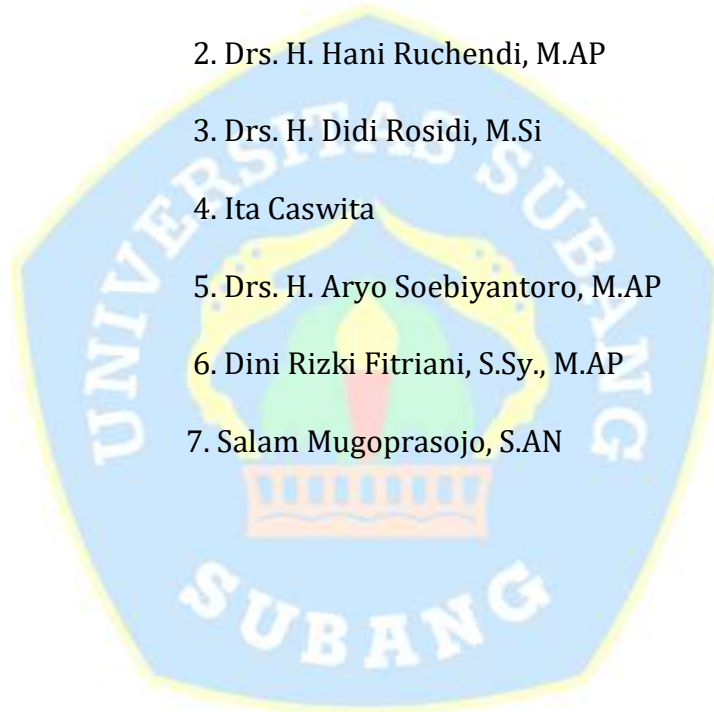 2. Drs. H. Hani Ruchendi, M.AP
3. Drs. H. Didi Rosidi, M.Si
4. Ita Caswita
5. Drs. H. Aryo Soebiyantoro, M.AP
6. Dini Rizki Fitriani, S.Sy., M.AP
7. Salam Mugoprasojo, S.AN
UNIVERSITAS SUBANG
SUBANG